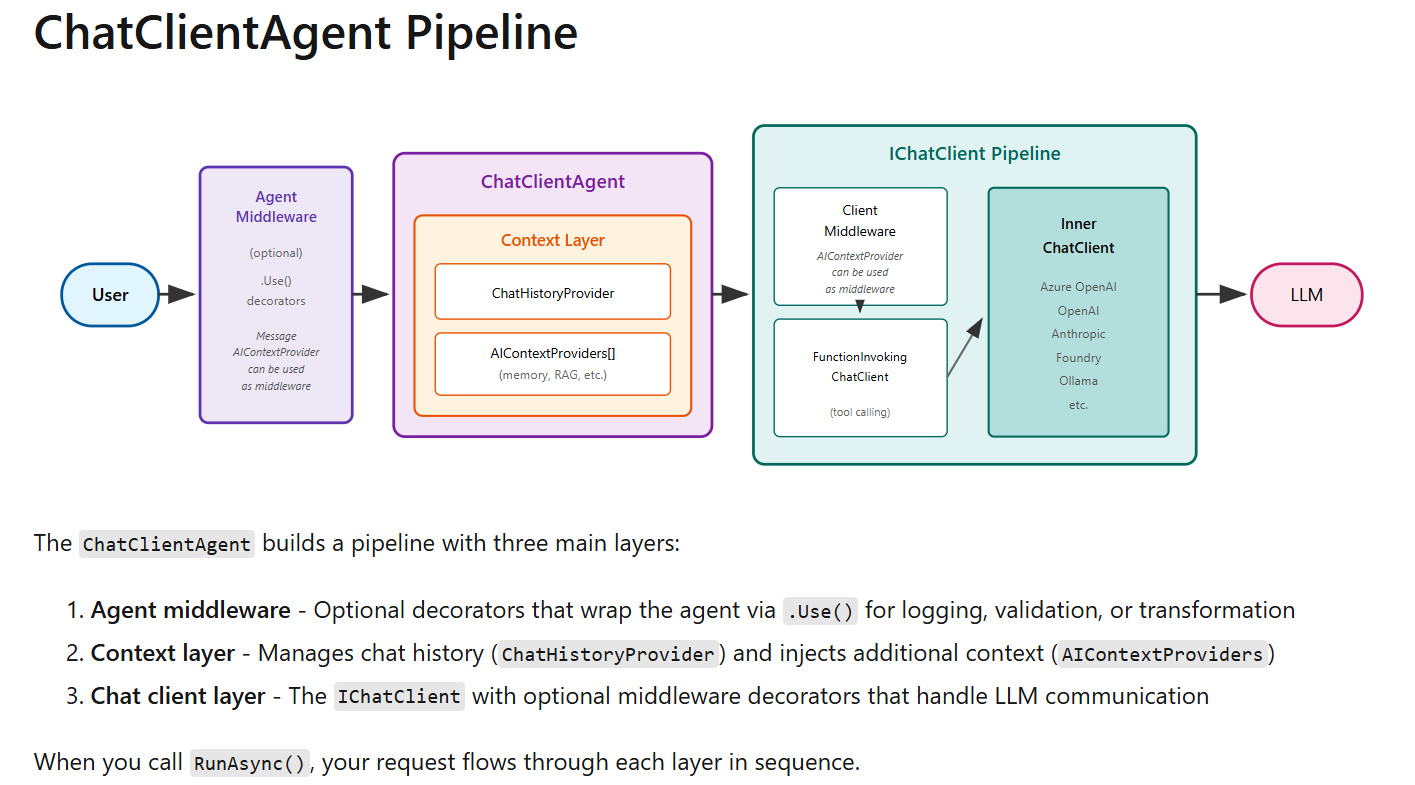 ChatClientAgent Pipeline
User
Agent
Middleware
(optional)
.Use()
decorators
Message
AIContextProvider
can be used
as middleware
ChatClientAgent
Context Layer
ChatHistoryProvider
AIContextProviders[]
(memory, RAG, etc.)
IChatClient Pipeline
Client
Middleware
AIContextProvider
can be used
as middleware
FunctionInvoking
ChatClient
(tool calling)
Inner
ChatClient
Azure OpenAI
OpenAI
Anthropic
Foundry
Ollama
etc.
LLM
The ChatClientAgent builds a pipeline with three main layers:
1. Agent middleware - Optional decorators that wrap the agent via .Use() for logging, validation, or transformation
2. Context layer - Manages chat history (ChatHistoryProvider) and injects additional context (AIContextProviders)
3. Chat client layer - The IChatClient with optional middleware decorators that handle LLM communication
When you call RunAsync(), your request flows through each layer in sequence.